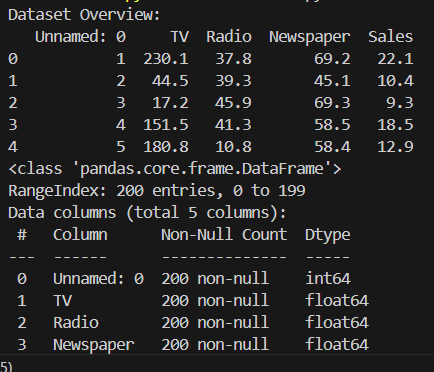 Dataset Overview:
   Unnamed: 0     TV  Radio  Newspaper  Sales
0           1  230.1   37.8       69.2   22.1
1           2   44.5   39.3       45.1   10.4
2           3   17.2   45.9       69.3    9.3
3           4  151.5   41.3       58.5   18.5
4           5  180.8   10.8       58.4   12.9
<class 'pandas.core.frame.DataFrame'>
RangeIndex: 200 entries, 0 to 199
Data columns (total 5 columns):
 #   Column      Non-Null Count  Dtype
---  ------      --------------  -----
 0   Unnamed: 0  200 non-null    int64
 1   TV          200 non-null    float64
 2   Radio       200 non-null    float64
 3   Newspaper   200 non-null    float64
5)